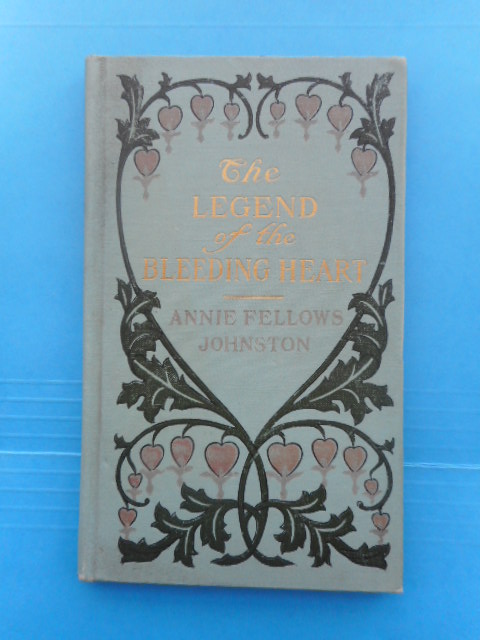 The
LEGEND
of the
BLEEDING HEART
ANNIE FELLOWS
JOHNSTON